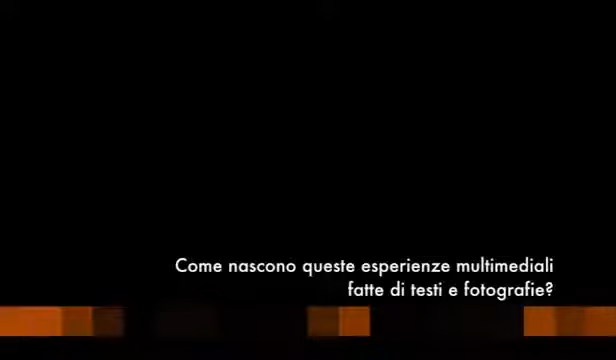 Come nascono queste esperienze multimediali
fatte di testi e fotografie?